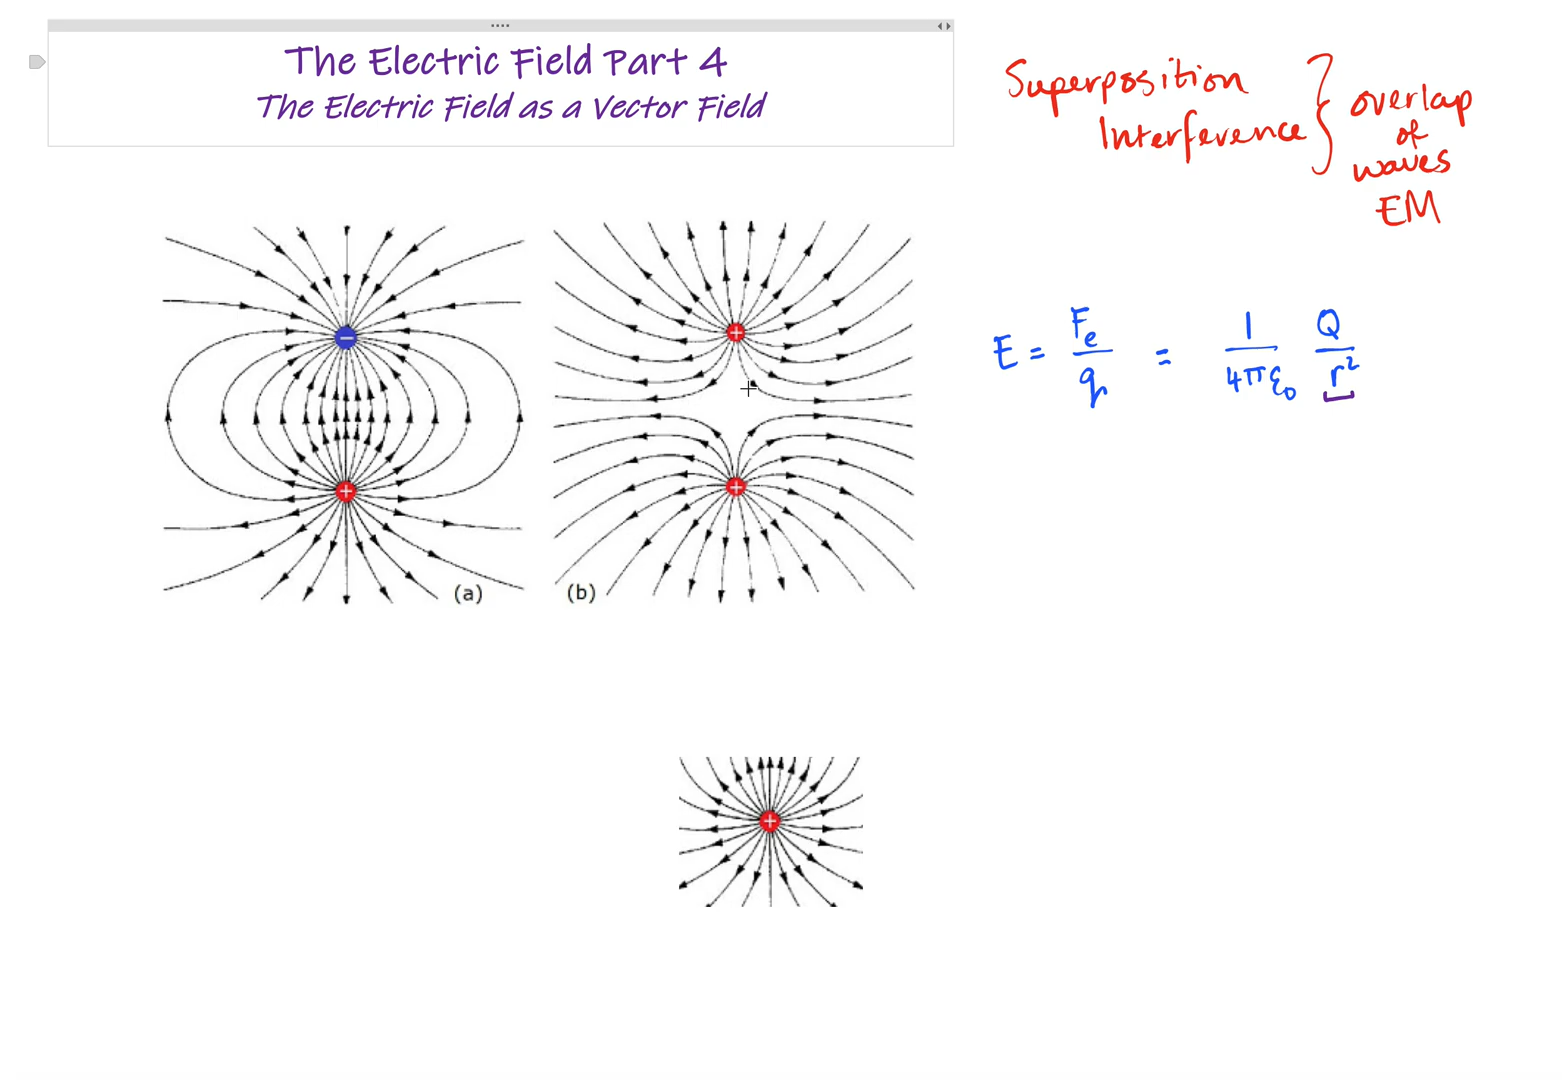 The Electric Field Part 4
The Electric Field as a Vector Field
Superposition
Interference
overlap
of
waves
EM
E = Fe/q = 1/4πε₀ Q/r²
−
+
+
+
(a)
(b)
+